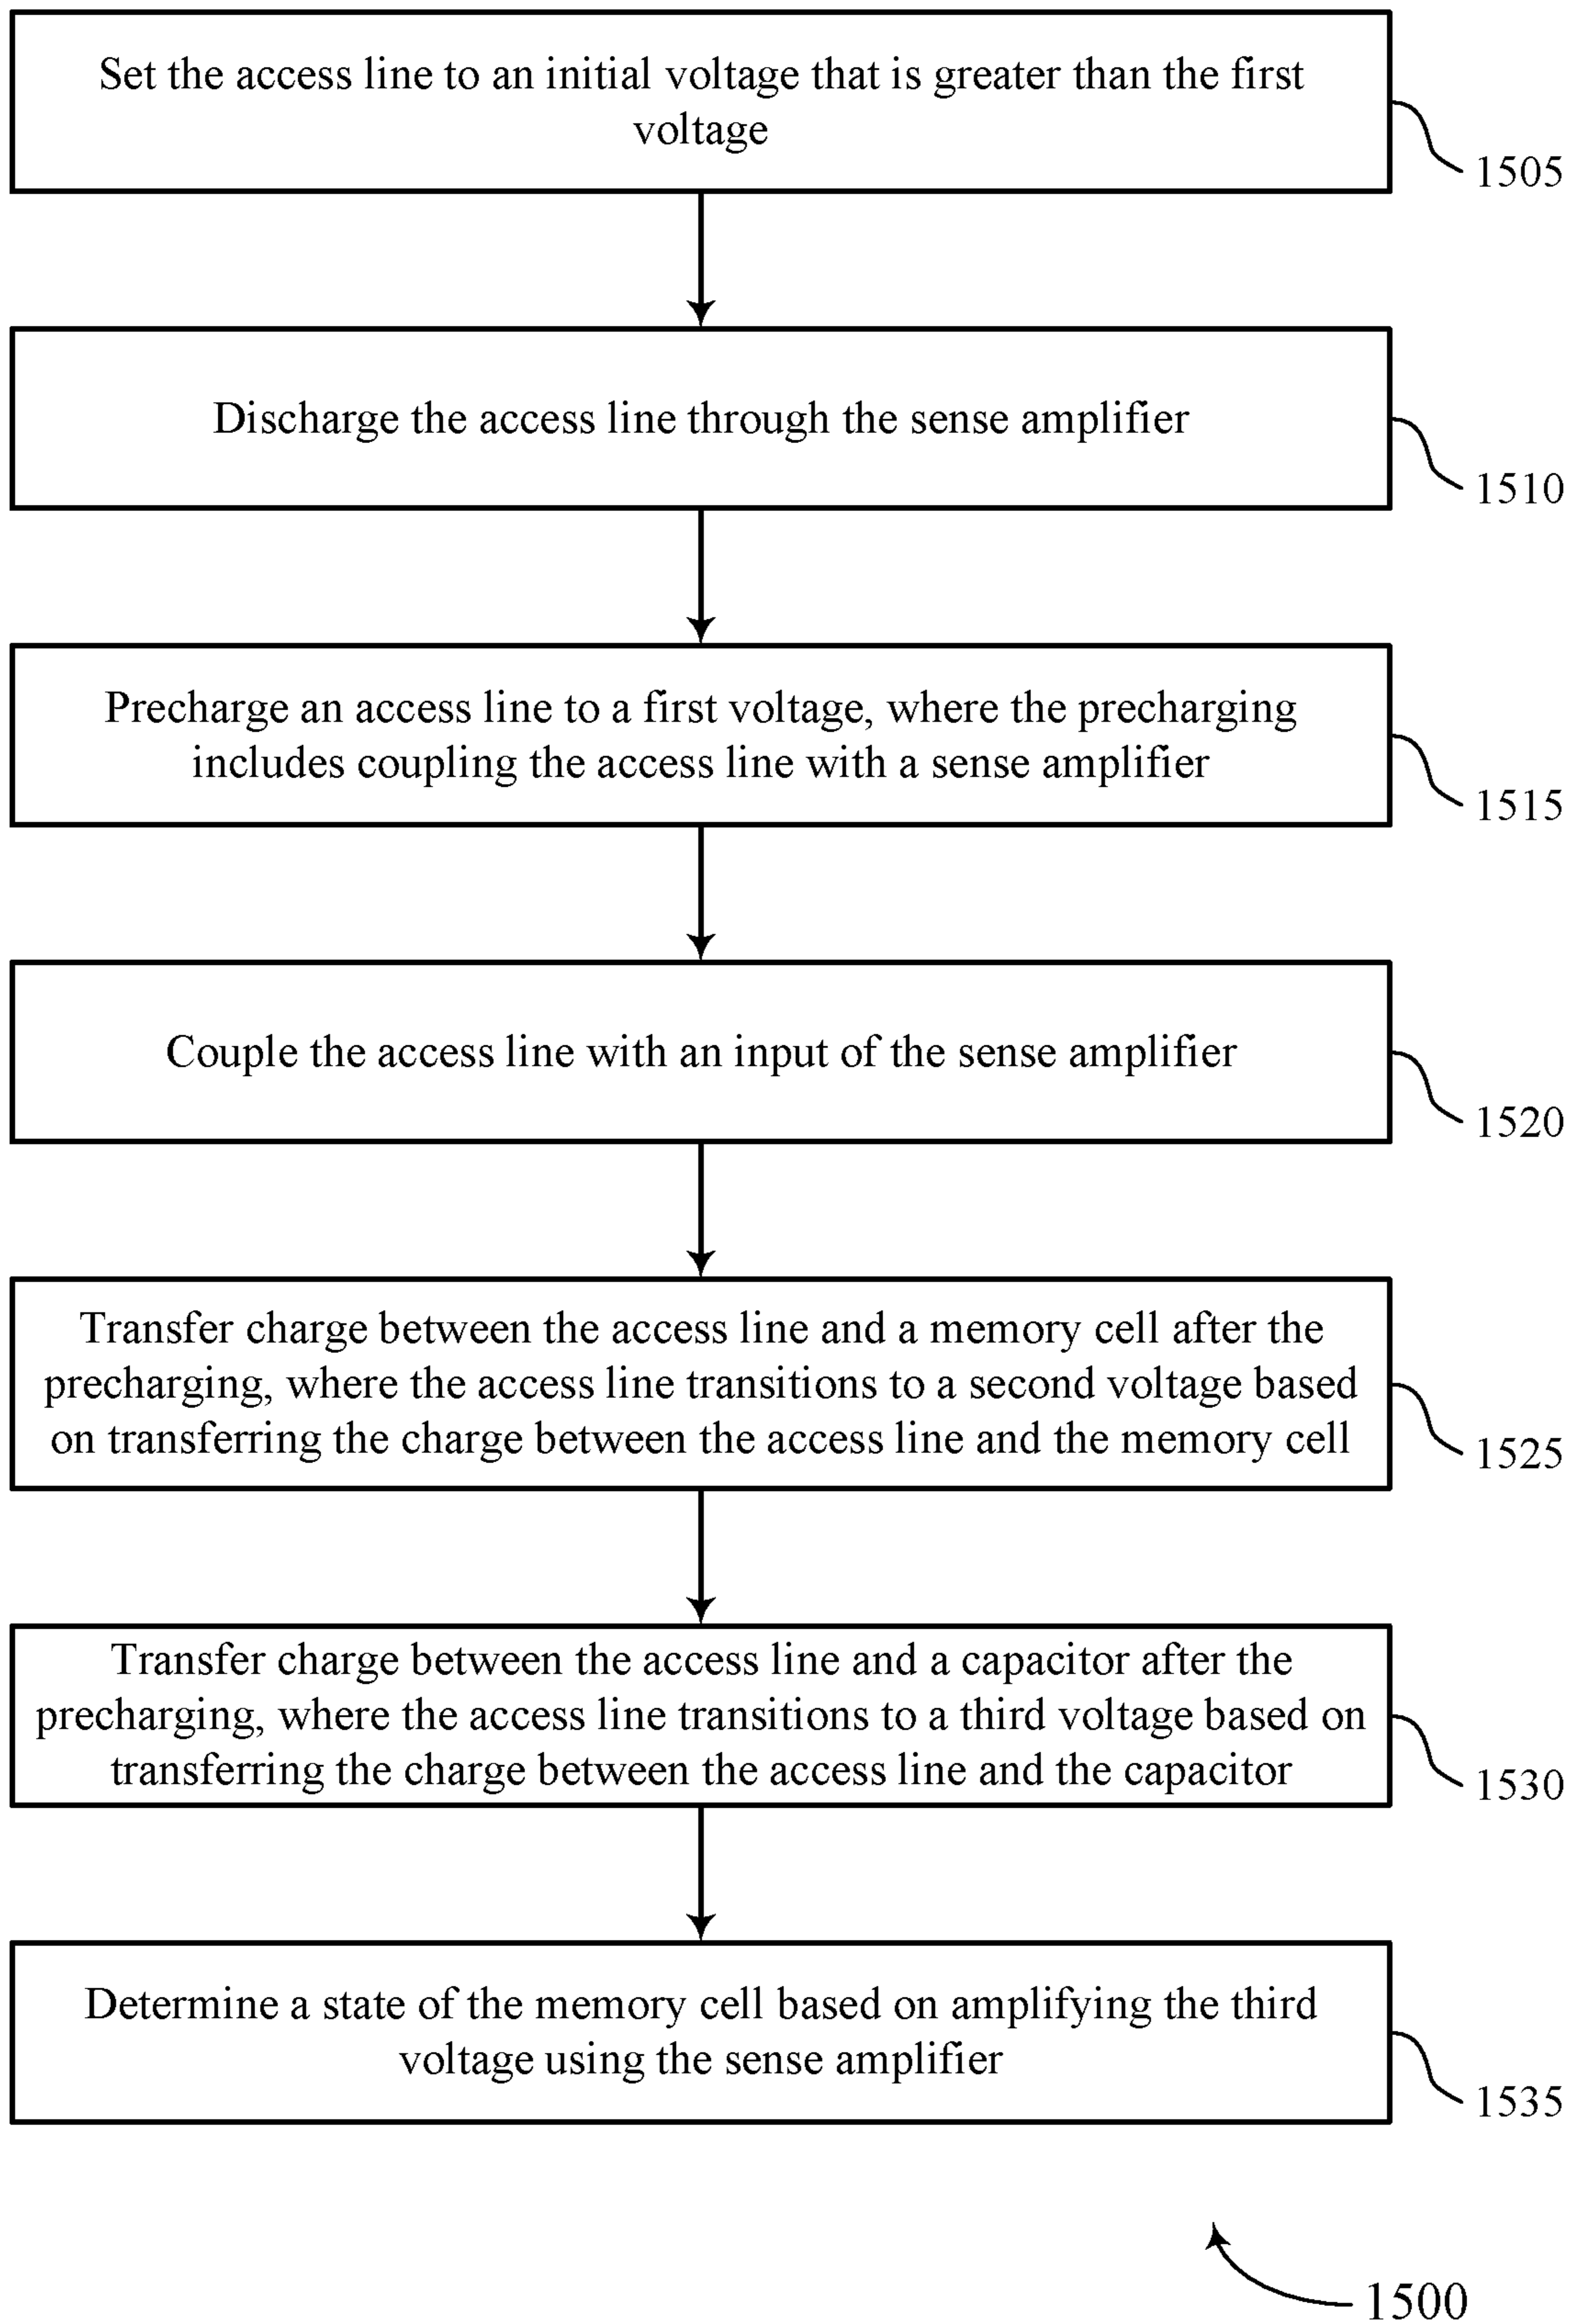 Set the access line to an initial voltage that is greater than the first
voltage
1505
Discharge the access line through the sense amplifier
1510
Precharge an access line to a first voltage, where the precharging
includes coupling the access line with a sense amplifier
1515
Couple the access line with an input of the sense amplifier
1520
Transfer charge between the access line and a memory cell after the
precharging, where the access line transitions to a second voltage based
on transferring the charge between the access line and the memory cell
1525
Transfer charge between the access line and a capacitor after the
precharging, where the access line transitions to a third voltage based on
transferring the charge between the access line and the capacitor
1530
Determine a state of the memory cell based on amplifying the third
voltage using the sense amplifier
1535
1500